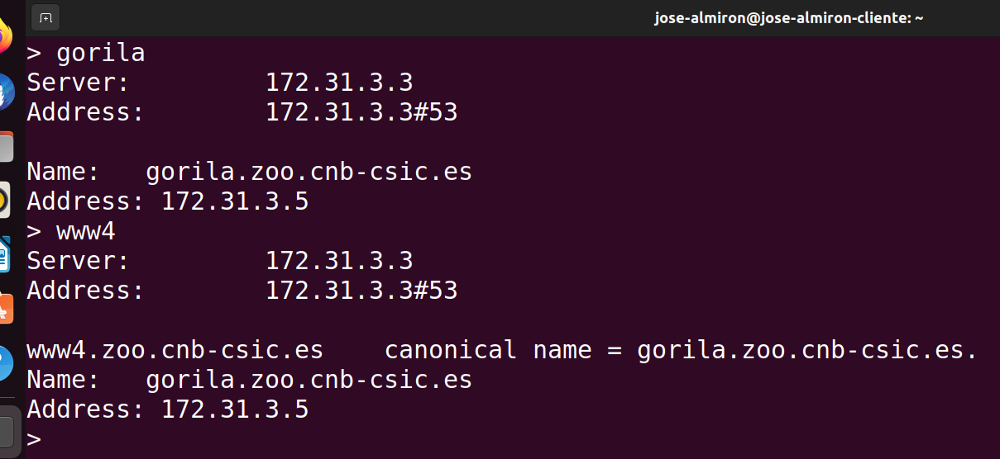 jose-almiron@jose-almiron-cliente: ~
> gorila
Server:		172.31.3.3
Address:	172.31.3.3#53

Name:	gorila.zoo.cnb-csic.es
Address: 172.31.3.5
> www4
Server:		172.31.3.3
Address:	172.31.3.3#53

www4.zoo.cnb-csic.es	canonical name = gorila.zoo.cnb-csic.es.
Name:	gorila.zoo.cnb-csic.es
Address: 172.31.3.5
>